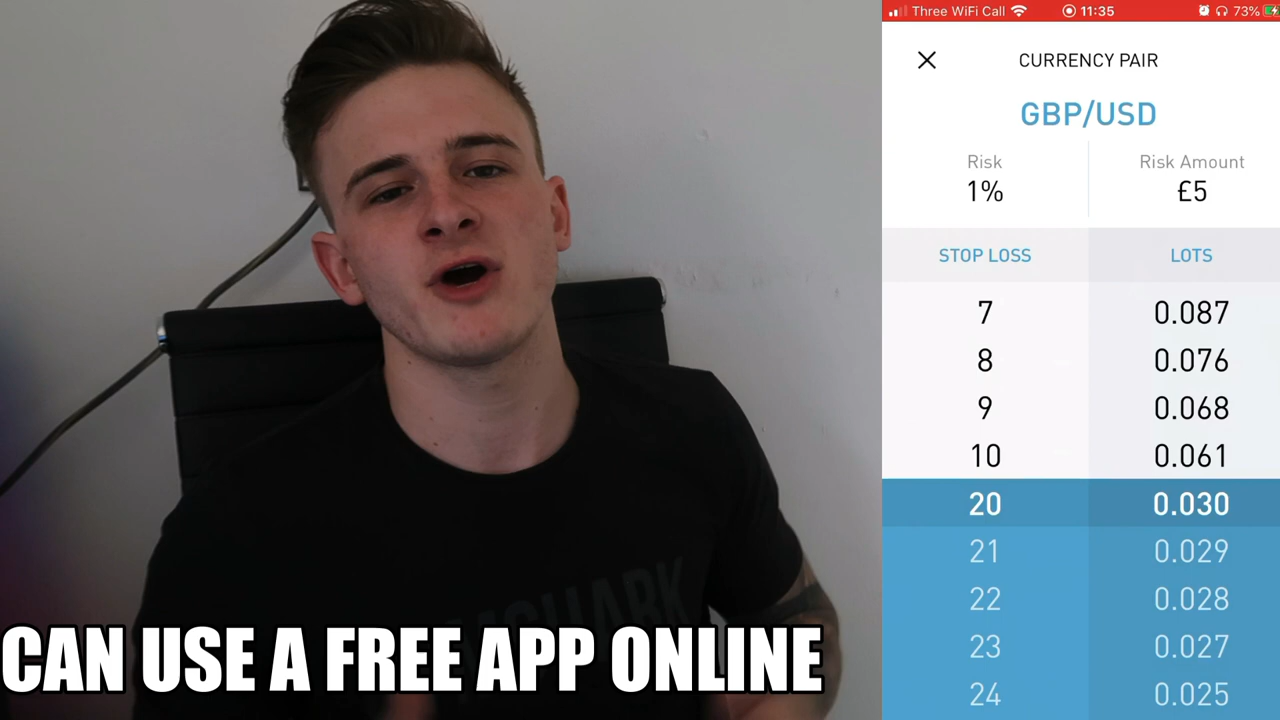 Three WiFi Call 11:35 73%
CURRENCY PAIR
GBP/USD
Risk Risk Amount
1% £5
STOP LOSS LOTS
7 0.087
8 0.076
9 0.068
10 0.061
20 0.030
21 0.029
22 0.028
23 0.027
24 0.025
CAN USE A FREE APP ONLINE